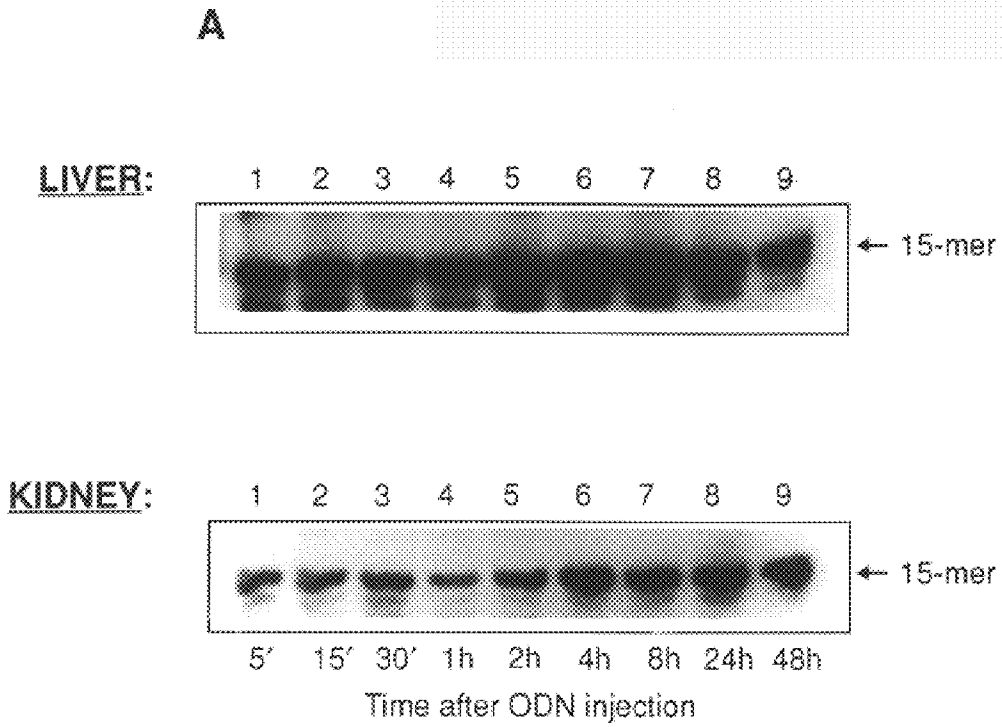 A
LIVER: 1 2 3 4 5 6 7 8 9
← 15-mer
KIDNEY: 1 2 3 4 5 6 7 8 9
← 15-mer
5′ 15′ 30′ 1h 2h 4h 8h 24h 48h
Time after ODN injection